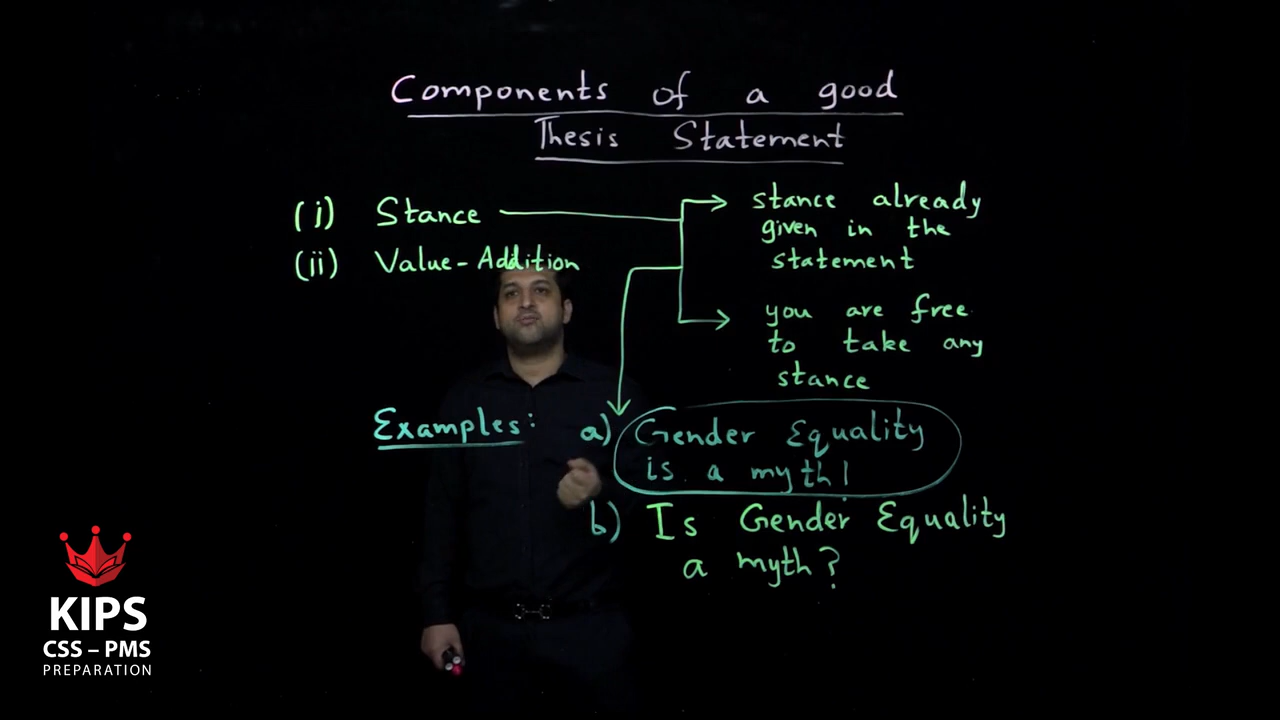 Components of a good
Thesis Statement
(i) Stance
(ii) Value-Addition
stance already
given in the
statement
you are free
to take any
stance
Examples:
a) Gender Equality
is a myth!
b) Is Gender Equality
a myth?
KIPS
CSS – PMS
PREPARATION